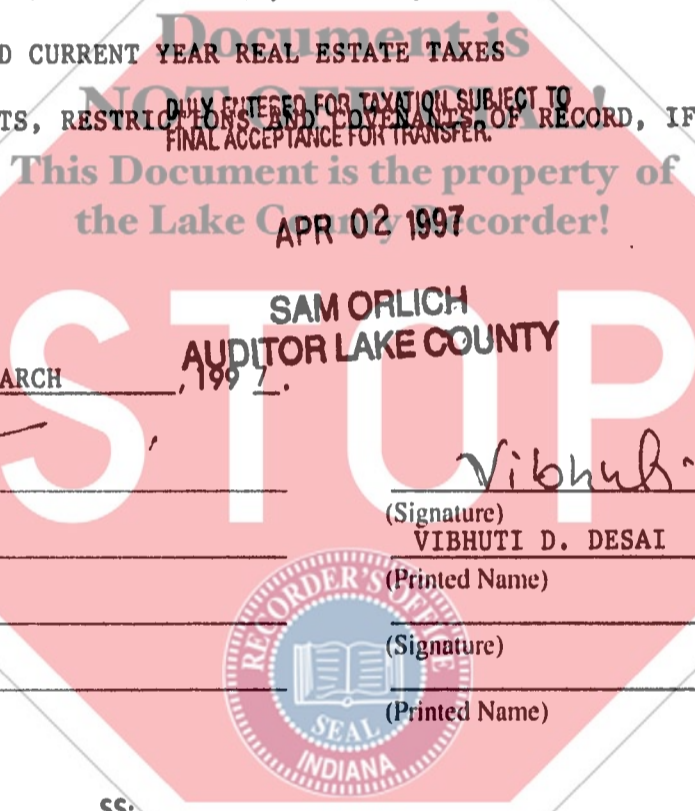 Document is
D CURRENT YEAR REAL ESTATE TAXES
NOT OFFICIAL!
DULY ENTERED FOR TAXATION SUBJECT TO
TS, RESTRICTIONS AND COVENANTS OF RECORD, IF
FINAL ACCEPTANCE FOR TRANSFER.
This Document is the property of
the Lake County Recorder!
APR 02 1997
SAM ORLICH
AUDITOR LAKE COUNTY
ARCH , 1997.
STOP
Vibhuti
(Signature)
VIBHUTI D. DESAI
(Printed Name)
(Signature)
(Printed Name)
RECORDER'S OFFICE
SEAL
INDIANA
SS: